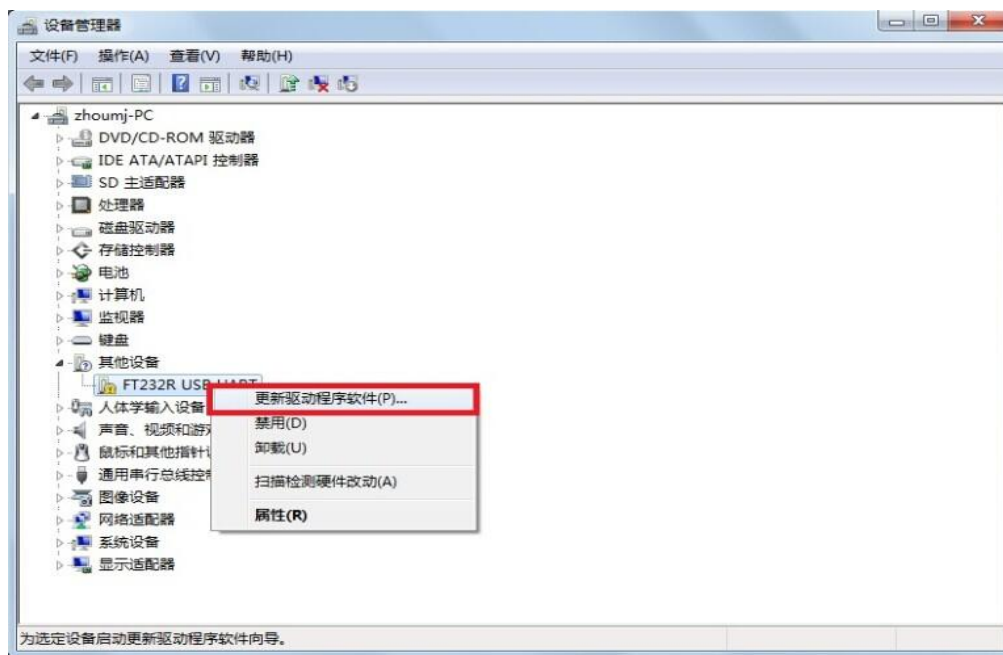 设备管理器
文件(F) 操作(A) 查看(V) 帮助(H)
zhoumj-PC
DVD/CD-ROM 驱动器
IDE ATA/ATAPI 控制器
SD 主适配器
处理器
磁盘驱动器
存储控制器
电池
计算机
监视器
键盘
其他设备
FT232R USB UART
更新驱动程序软件(P)...
人体学输入设备
禁用(D)
声音、视频和游
卸载(U)
鼠标和其他指针
通用串行总线控
扫描检测硬件改动(A)
图像设备
属性(R)
网络适配器
系统设备
显示适配器
为选定设备启动更新驱动程序软件向导。